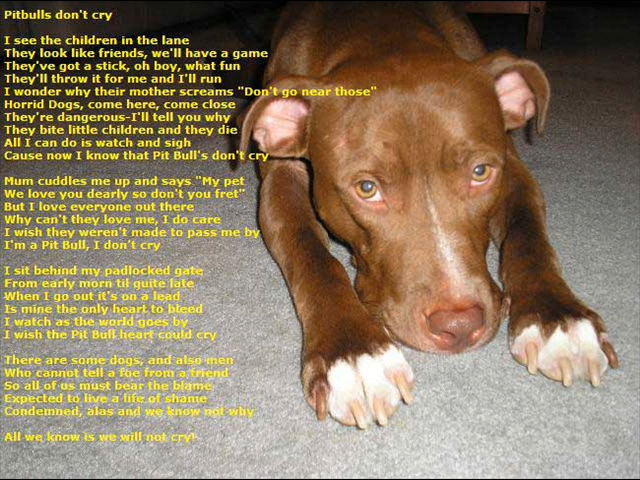 Pitbulls don't cry
I see the children in the lane
They look like friends, we'll have a game
They've got a stick, oh boy, what fun
They'll throw it for me and I'll run
I wonder why their mother screams "Don't go near those"
Horrid Dogs, come here, come close
They're dangerous-I'll tell you why
They bite little children and they die
All I can do is watch and sigh
Cause now I know that Pit Bull's don't cry
Mum cuddles me up and says "My pet
We love you dearly so don't you fret"
But I love everyone out there
Why can't they love me, I do care
I wish they weren't made to pass me by
I'm a Pit Bull, I don't cry
I sit behind my padlocked gate
From early morn til quite late
When I go out it's on a lead
Is mine the only heart to bleed
I watch as the world goes by
I wish the Pit Bull heart could cry
There are some dogs, and also men
Who cannot tell a foe from a friend
So all of us must bear the blame
Expected to live a life of shame
Condemned, alas and we know not why
All we know is we will not cry!